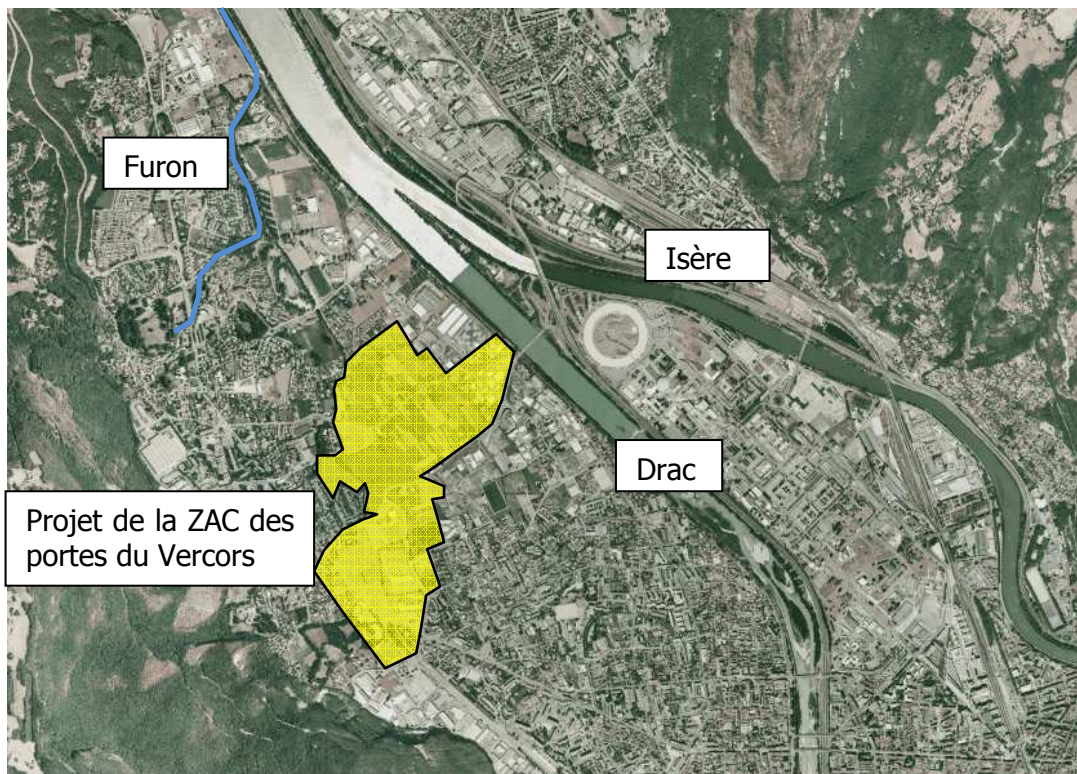 Furon
Isère
Drac
Projet de la ZAC des
portes du Vercors